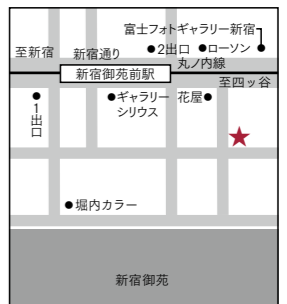 富士フォトギャラリー新宿
●2出口 ●ローソン ●
至新宿
新宿通り
丸ノ内線
新宿御苑前駅
至四ッ谷
●
1
出
口
●ギャラリー
シリウス
花屋●
★
●堀内カラー
新宿御苑